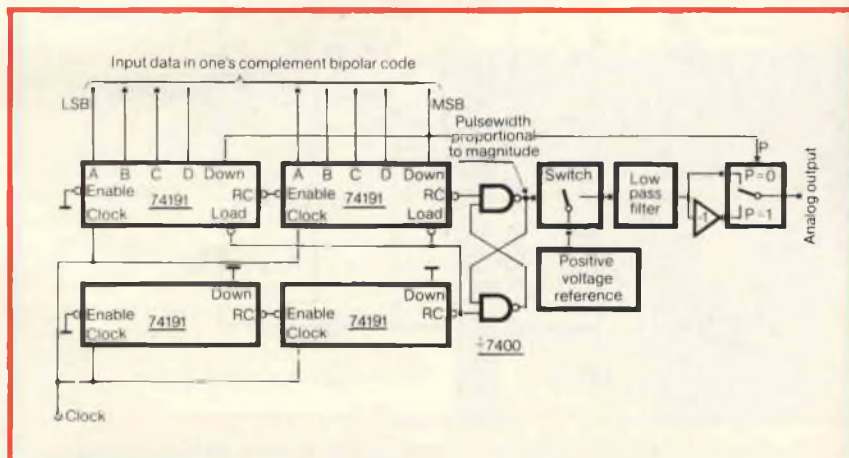 Input data in one's complement bipolar code
LSB
MSB
Pulsewidth
proportional
to magnitude
P
A B C D Down
Enable
Clock
74191
RC
Load
A B C D Down
Enable
Clock
74191
RC
Load
Switch
Low
pass
filter
P=0
-1
P=1
Analog output
Positive
voltage
reference
Down
Enable
Clock
74191
RC
Down
Enable
Clock
74191
RC
7400
Clock